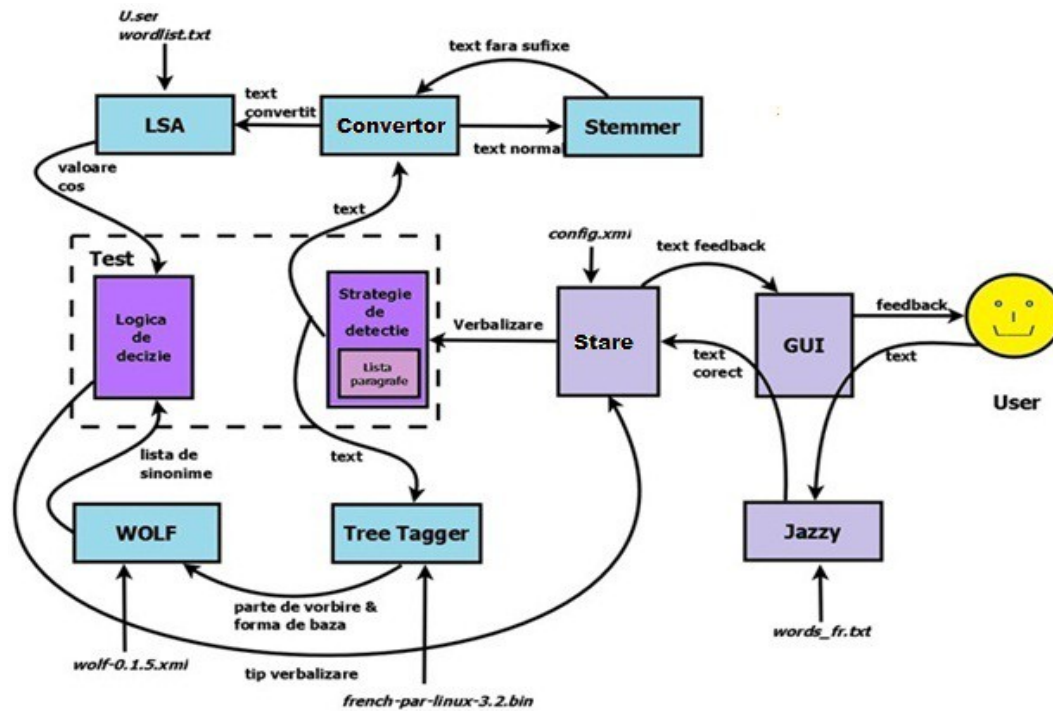 U.ser
wordlist.txt
text fara sufixe
LSA
text
convertit
Convertor
Stemmer
text normal
valoare
cos
text
Test
config.xml
text feedback
Logica
de
decizie
Strategie
de
detectie
Lista
paragrafe
Verbalizare
Stare
text
corect
GUI
feedback
text
User
lista de
sinonime
text
WOLF
Tree Tagger
Jazzy
parte de vorbire &
forma de baza
words_fr.txt
wolf-0.1.5.xml
tip verbalizare
french-par-linux-3.2.bin